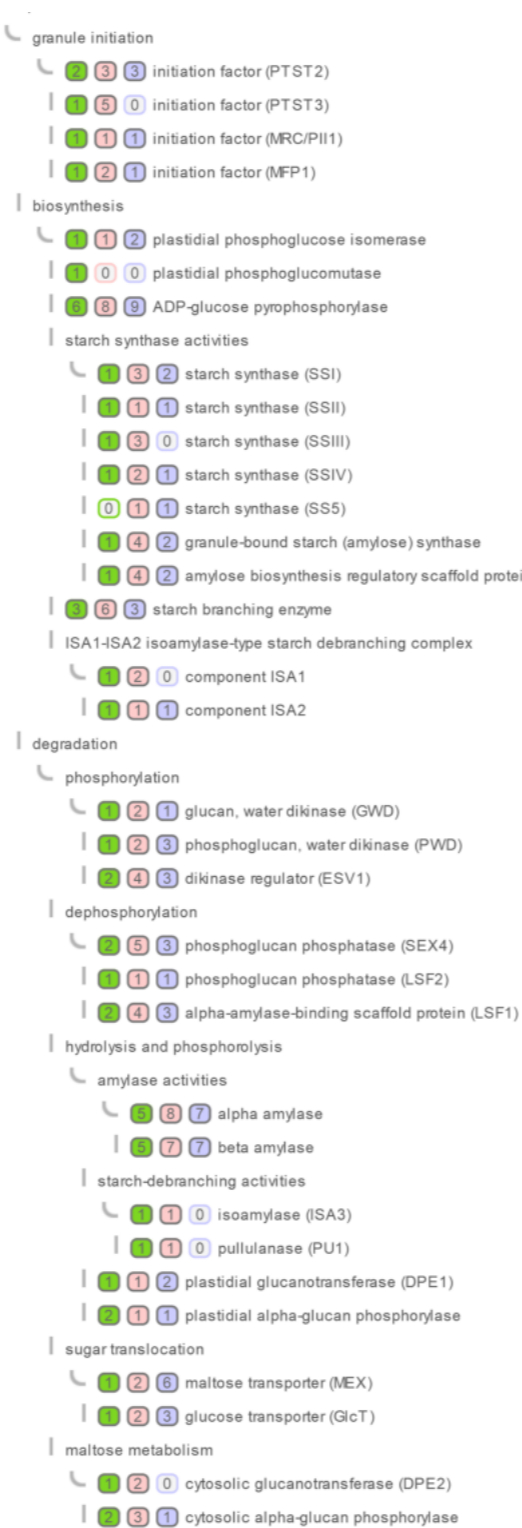 granule initiation
2 3 3 initiation factor (PTST2)
1 5 0 initiation factor (PTST3)
1 1 1 initiation factor (MRC/PII1)
1 2 1 initiation factor (MFP1)
biosynthesis
1 1 2 plastidial phosphoglucose isomerase
1 0 0 plastidial phosphoglucomutase
6 8 9 ADP-glucose pyrophosphorylase
starch synthase activities
1 3 2 starch synthase (SSI)
1 1 1 starch synthase (SSII)
1 3 0 starch synthase (SSIII)
1 2 1 starch synthase (SSIV)
0 1 1 starch synthase (SS5)
1 4 2 granule-bound starch (amylose) synthase
1 4 2 amylose biosynthesis regulatory scaffold protei
3 6 3 starch branching enzyme
ISA1-ISA2 isoamylase-type starch debranching complex
1 2 0 component ISA1
1 1 1 component ISA2
degradation
phosphorylation
1 2 1 glucan, water dikinase (GWD)
1 2 3 phosphoglucan, water dikinase (PWD)
2 4 3 dikinase regulator (ESV1)
dephosphorylation
2 5 3 phosphoglucan phosphatase (SEX4)
1 1 1 phosphoglucan phosphatase (LSF2)
2 4 3 alpha-amylase-binding scaffold protein (LSF1)
hydrolysis and phosphorolysis
amylase activities
5 8 7 alpha amylase
5 7 7 beta amylase
starch-debranching activities
1 1 0 isoamylase (ISA3)
1 1 0 pullulanase (PU1)
1 1 2 plastidial glucanotransferase (DPE1)
2 1 1 plastidial alpha-glucan phosphorylase
sugar translocation
1 2 6 maltose transporter (MEX)
1 2 3 glucose transporter (GlcT)
maltose metabolism
1 2 0 cytosolic glucanotransferase (DPE2)
2 3 1 cytosolic alpha-glucan phosphorylase